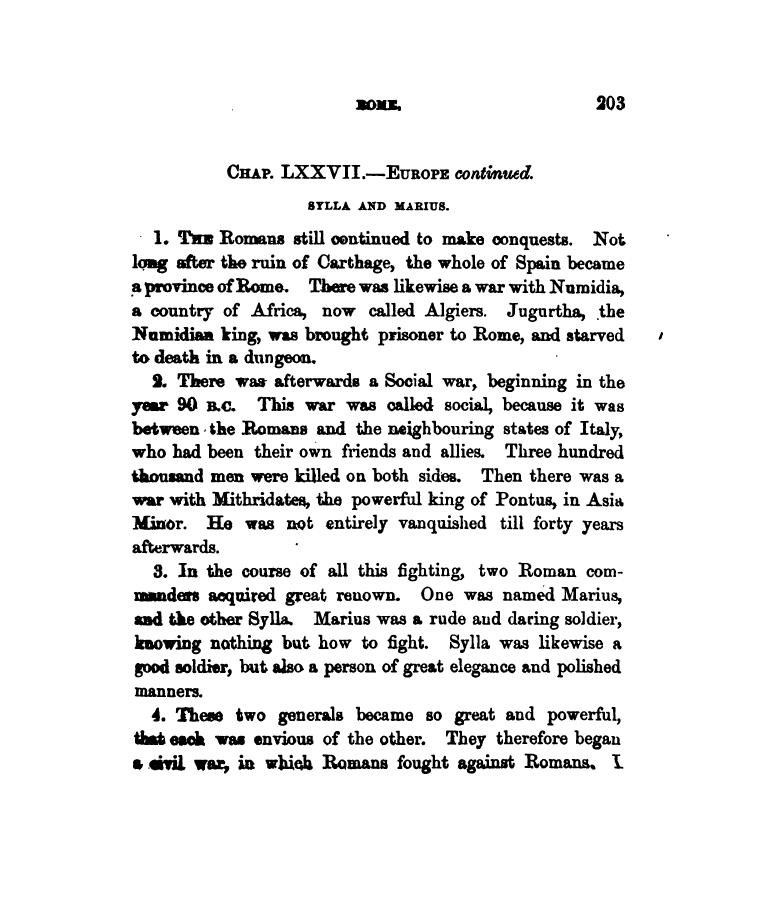 ROME. 203
CHAP. LXXVII.—EUROPE continued.
SYLLA AND MARIUS.
1. THE Romans still continued to make conquests. Not
long after the ruin of Carthage, the whole of Spain became
a province of Rome. There was likewise a war with Numidia,
a country of Africa, now called Algiers. Jugurtha, the
Numidian king, was brought prisoner to Rome, and starved
to death in a dungeon.
2. There was afterwards a Social war, beginning in the
year 90 B.C. This war was called social, because it was
between the Romans and the neighbouring states of Italy,
who had been their own friends and allies. Three hundred
thousand men were killed on both sides. Then there was a
war with Mithridates, the powerful king of Pontus, in Asia
Minor. He was not entirely vanquished till forty years
afterwards.
3. In the course of all this fighting, two Roman com-
manders acquired great renown. One was named Marius,
and the other Sylla. Marius was a rude and daring soldier,
knowing nothing but how to fight. Sylla was likewise a
good soldier, but also a person of great elegance and polished
manners.
4. These two generals became so great and powerful,
that each was envious of the other. They therefore began
a civil war, in which Romans fought against Romans. I